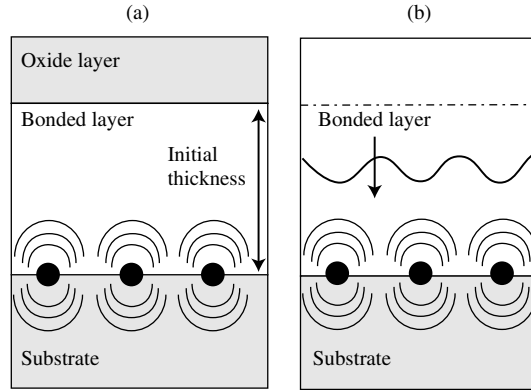 (a)
Oxide layer
Bonded layer
Initial
thickness
Substrate
(b)
Bonded layer
Substrate